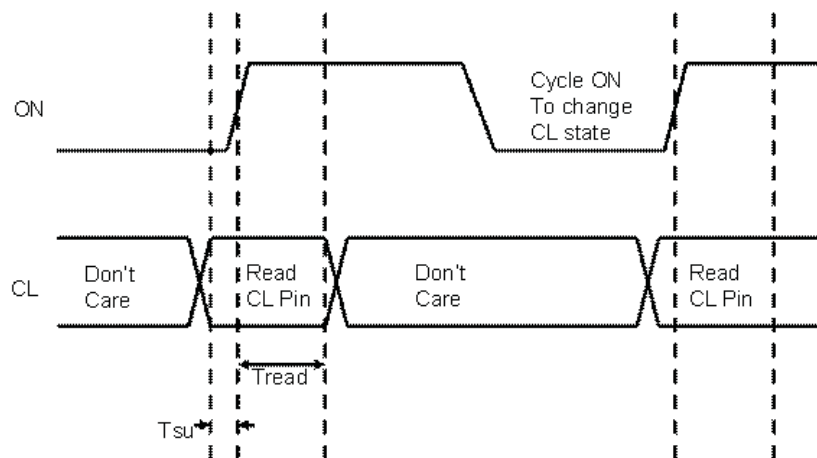 ON
Cycle ON
To change
CL state
CL
Don't
Care
Read
CL Pin
Don't
Care
Read
CL Pin
Tread
Tsu